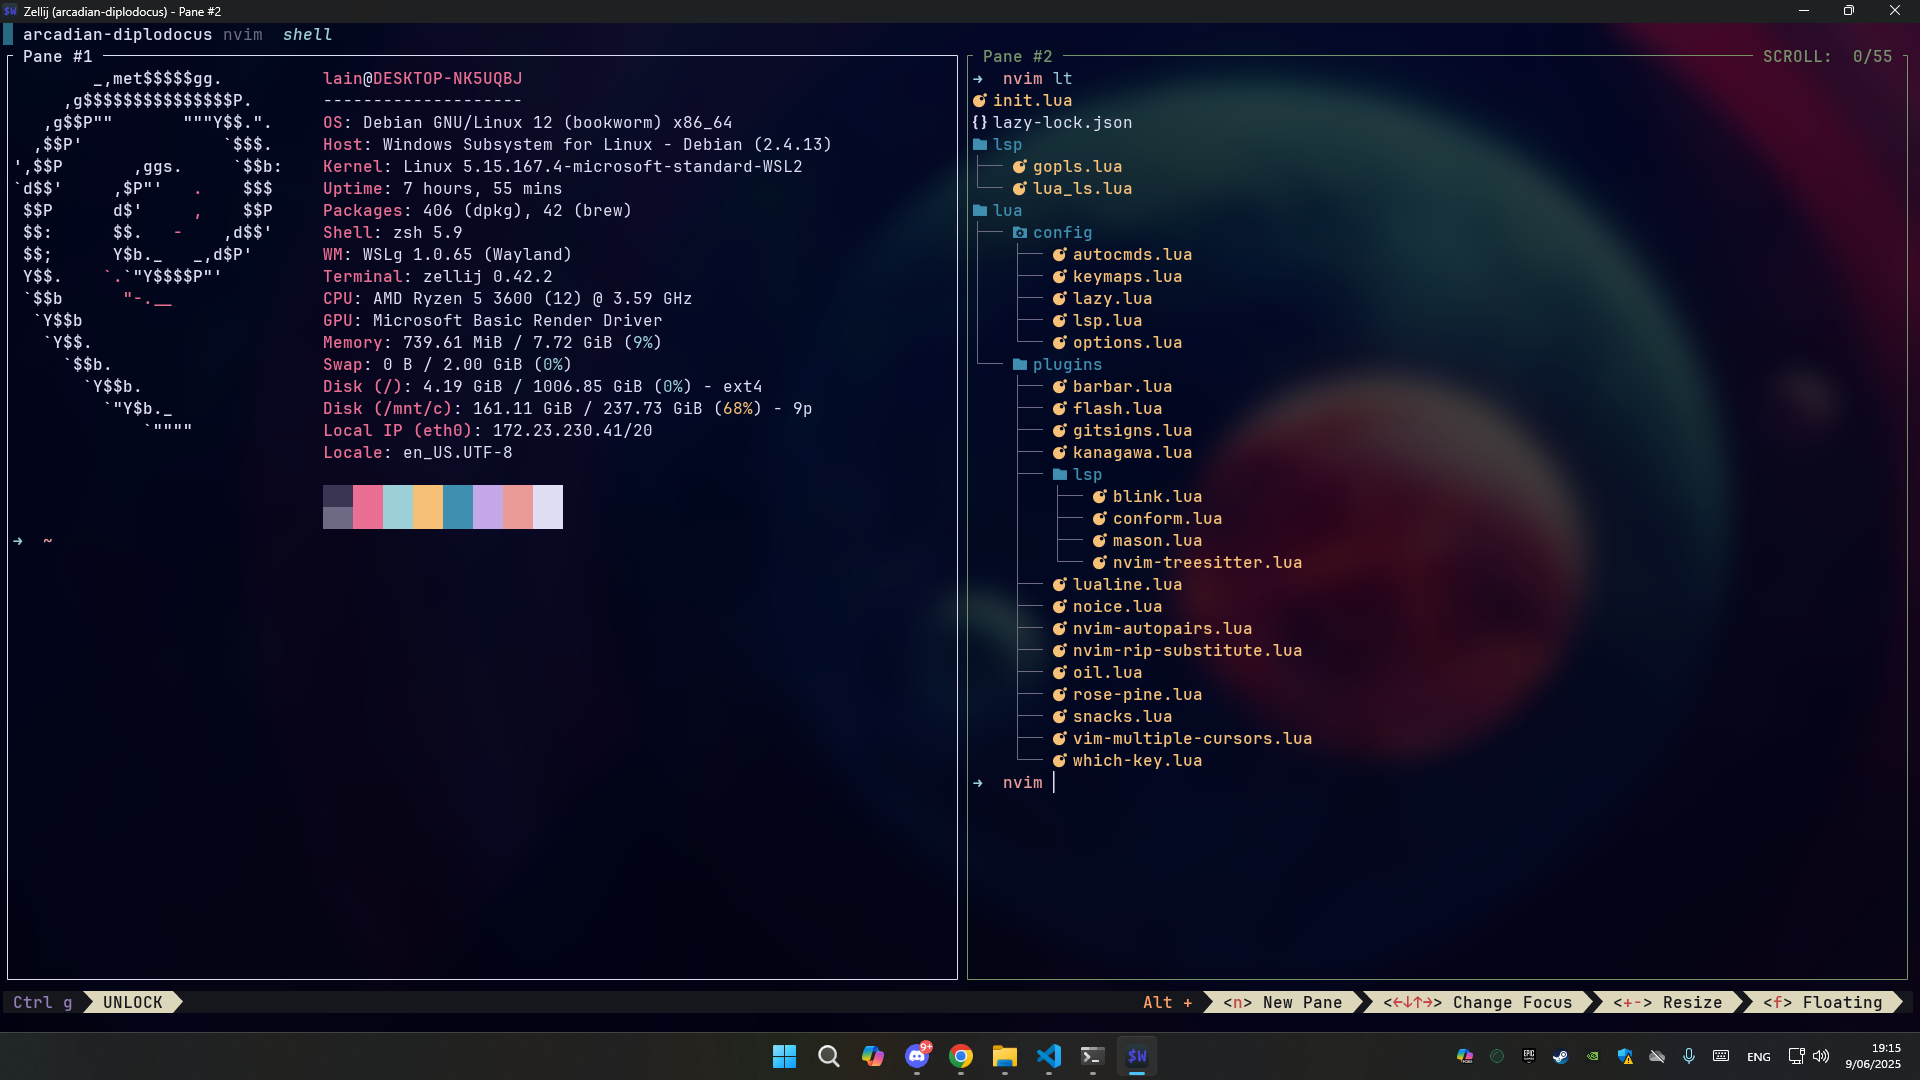 Zellij (arcadian-diplodocus) - Pane #2
arcadian-diplodocus nvim shell
Pane #1
_,met$$$$$gg.
,g$$$$$$$$$$$$$$$P.
,g$$P"" """Y$$.".
,$$P' `$$$.
',$$P ,ggs. `$$b:
`d$$' ,$P"' . $$$
$$P d$' , $$P
$$: $$. - ,d$$'
$$; Y$b._ _,d$P'
Y$$. `.`"Y$$$$P"'
`$$b "-.__
`Y$$b
`Y$$.
`$$b.
`Y$$b.
`"Y$b._
`""""
lain@DESKTOP-NK5UQBJ
--------------------
OS: Debian GNU/Linux 12 (bookworm) x86_64
Host: Windows Subsystem for Linux - Debian (2.4.13)
Kernel: Linux 5.15.167.4-microsoft-standard-WSL2
Uptime: 7 hours, 55 mins
Packages: 406 (dpkg), 42 (brew)
Shell: zsh 5.9
WM: WSLg 1.0.65 (Wayland)
Terminal: zellij 0.42.2
CPU: AMD Ryzen 5 3600 (12) @ 3.59 GHz
GPU: Microsoft Basic Render Driver
Memory: 739.61 MiB / 7.72 GiB (9%)
Swap: 0 B / 2.00 GiB (0%)
Disk (/): 4.19 GiB / 1006.85 GiB (0%) - ext4
Disk (/mnt/c): 161.11 GiB / 237.73 GiB (68%) - 9p
Local IP (eth0): 172.23.230.41/20
Locale: en_US.UTF-8
→ ~
Pane #2 SCROLL: 0/55
→ nvim lt
init.lua
{} lazy-lock.json
lsp
gopls.lua
lua_ls.lua
lua
config
autocmds.lua
keymaps.lua
lazy.lua
lsp.lua
options.lua
plugins
barbar.lua
flash.lua
gitsigns.lua
kanagawa.lua
lsp
blink.lua
conform.lua
mason.lua
nvim-treesitter.lua
lualine.lua
noice.lua
nvim-autopairs.lua
nvim-rip-substitute.lua
oil.lua
rose-pine.lua
snacks.lua
vim-multiple-cursors.lua
which-key.lua
→ nvim
Ctrl g UNLOCK Alt + <n> New Pane <←↓↑→> Change Focus <+-> Resize <f> Floating
9+
$W
EPIC
ENG
19:15
9/06/2025